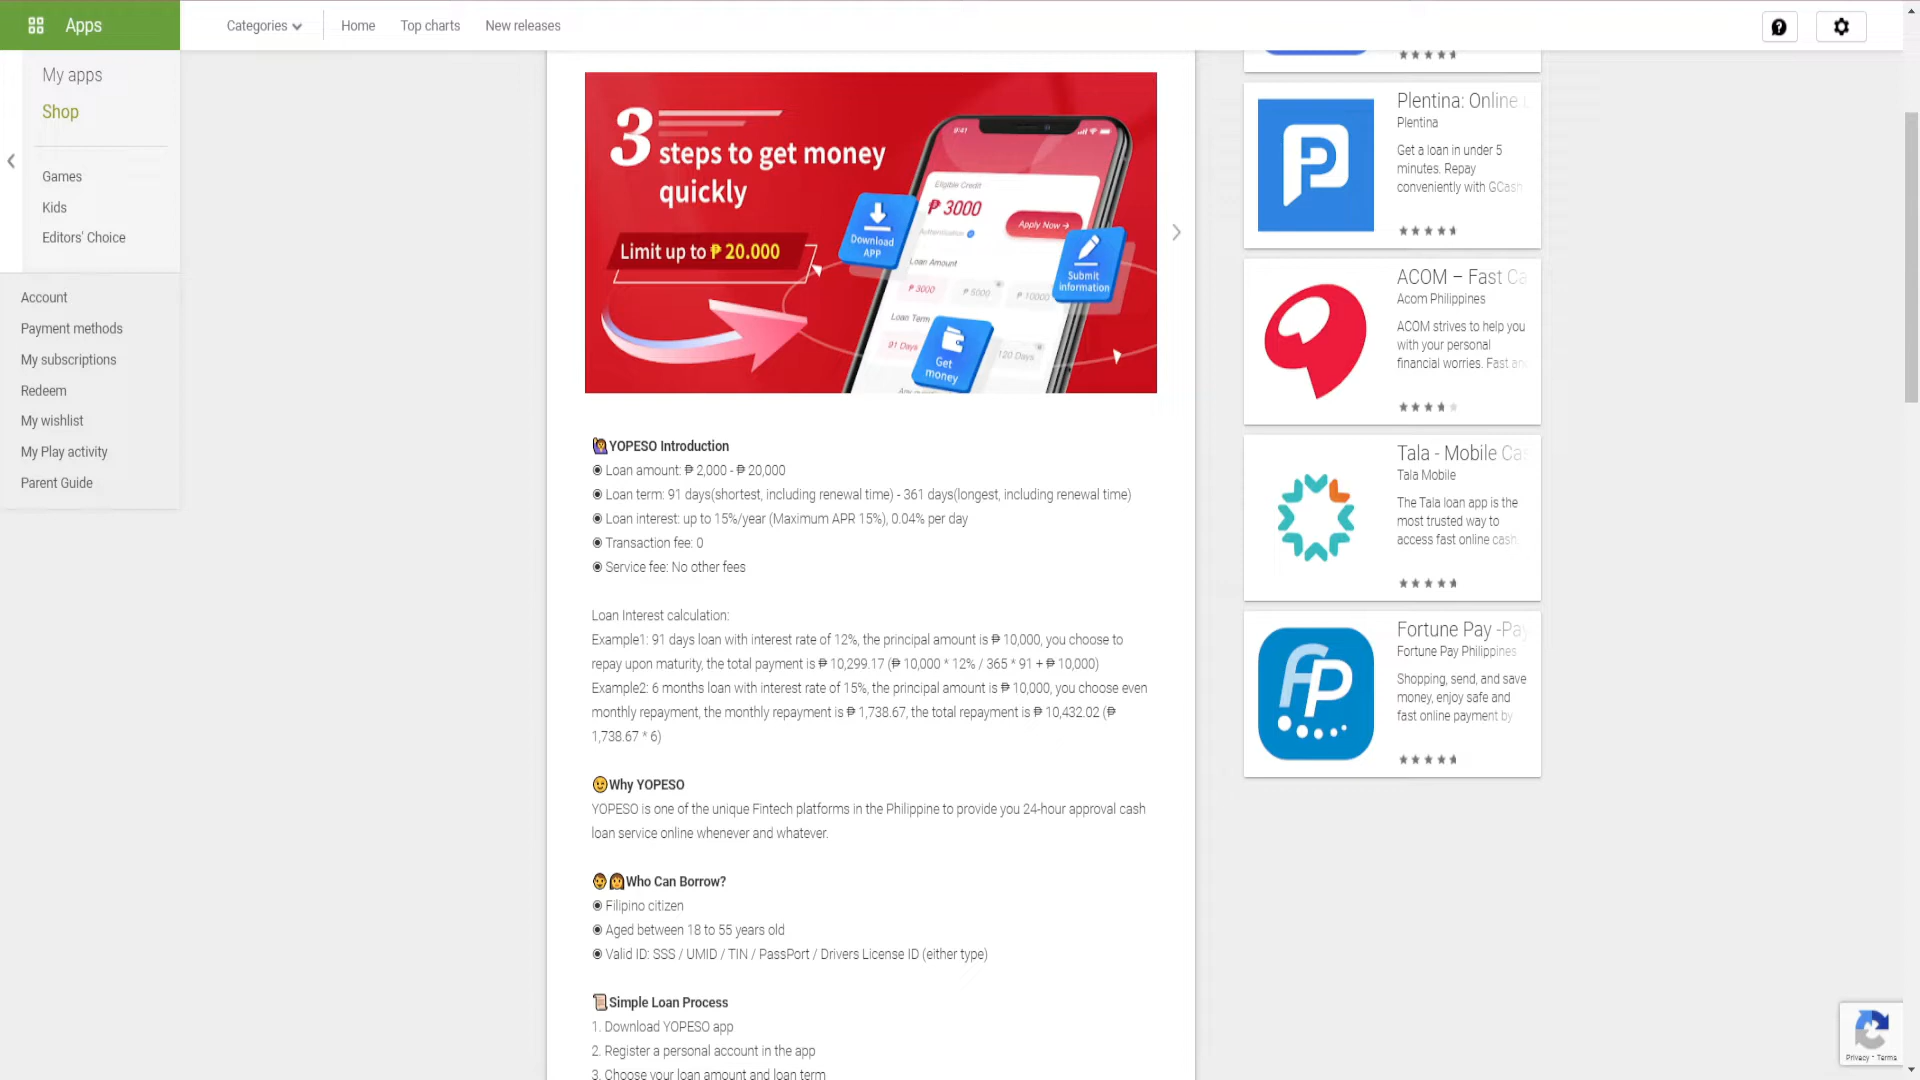 Apps
Categories
Home
Top charts
New releases
My apps
Shop
Games
Kids
Editors' Choice
Account
Payment methods
My subscriptions
Redeem
My wishlist
My Play activity
Parent Guide
3 steps to get money
quickly
Limit up to ₱ 20.000
9:41
Eligible Credit
₱ 3000
Apply Now →
Authentication
Loan Amount
₱ 3000
₱ 5000
₱ 10000
Loan Term
91 Days
120 Days
Download
APP
Submit
information
Get
money
YOPESO Introduction
◉ Loan amount: ₱ 2,000 - ₱ 20,000
◉ Loan term: 91 days(shortest, including renewal time) - 361 days(longest, including renewal time)
◉ Loan interest: up to 15%/year (Maximum APR 15%), 0.04% per day
◉ Transaction fee: 0
◉ Service fee: No other fees
Loan Interest calculation:
Example1: 91 days loan with interest rate of 12%, the principal amount is ₱ 10,000, you choose to
repay upon maturity, the total payment is ₱ 10,299.17 (₱ 10,000 * 12% / 365 * 91 + ₱ 10,000)
Example2: 6 months loan with interest rate of 15%, the principal amount is ₱ 10,000, you choose even
monthly repayment, the monthly repayment is ₱ 1,738.67, the total repayment is ₱ 10,432.02 (₱
1,738.67 * 6)
Why YOPESO
YOPESO is one of the unique Fintech platforms in the Philippine to provide you 24-hour approval cash
loan service online whenever and whatever.
Who Can Borrow?
◉ Filipino citizen
◉ Aged between 18 to 55 years old
◉ Valid ID: SSS / UMID / TIN / PassPort / Drivers License ID (either type)
Simple Loan Process
1. Download YOPESO app
2. Register a personal account in the app
3. Choose your loan amount and loan term
Plentina: Online
Plentina
Get a loan in under 5
minutes. Repay
conveniently with GCash
ACOM – Fast Ca
Acom Philippines
ACOM strives to help you
with your personal
financial worries. Fast and
Tala - Mobile Cas
Tala Mobile
The Tala loan app is the
most trusted way to
access fast online cash.
Fortune Pay -Pay
Fortune Pay Philippines
Shopping, send, and save
money, enjoy safe and
fast online payment by
FP
Privacy - Terms